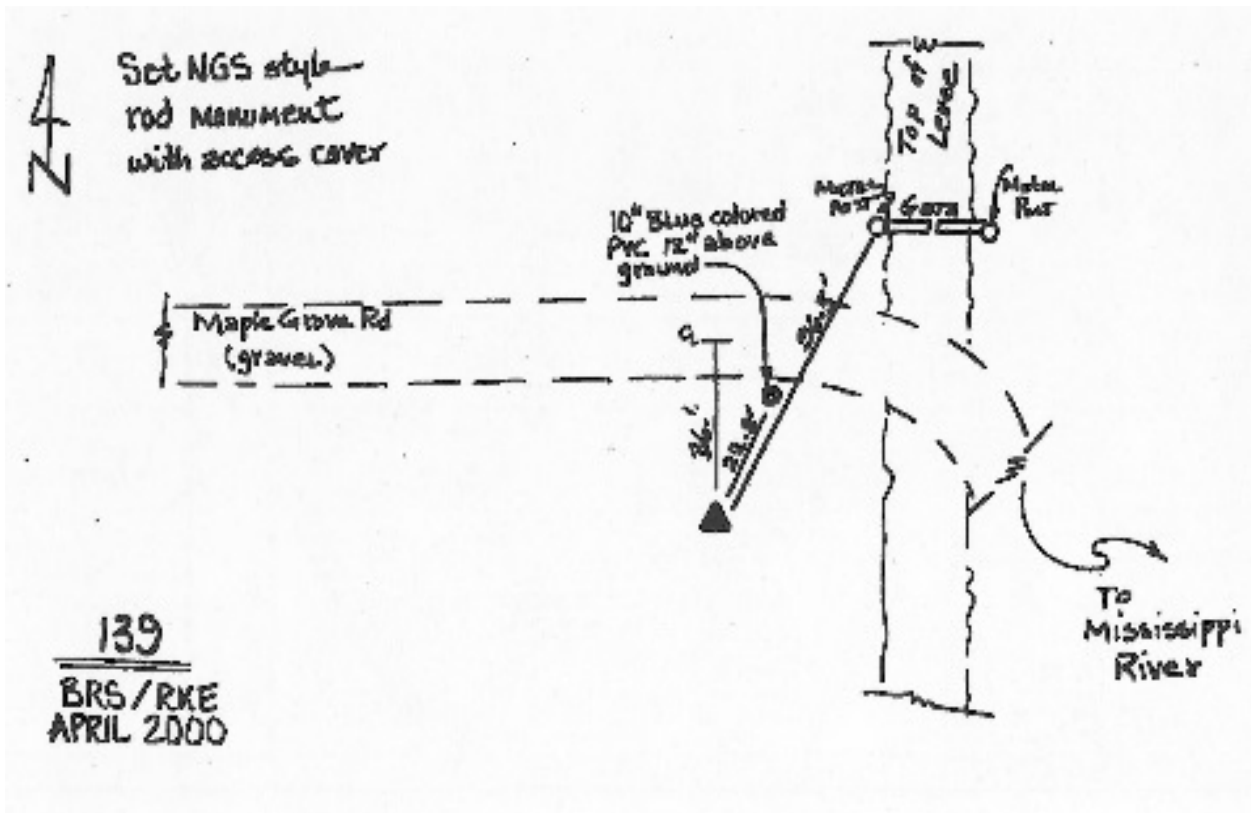 N
Set NGS style
rod Monument
with access cover
W
Top of
Levee
Metal
Post
Gate
Metal
Post
10" Blue colored
PVC 12" above
ground
Maple Grove Rd
(gravel)
36.'
To
Mississippi
River
139
BRS/RKE
APRIL 2000